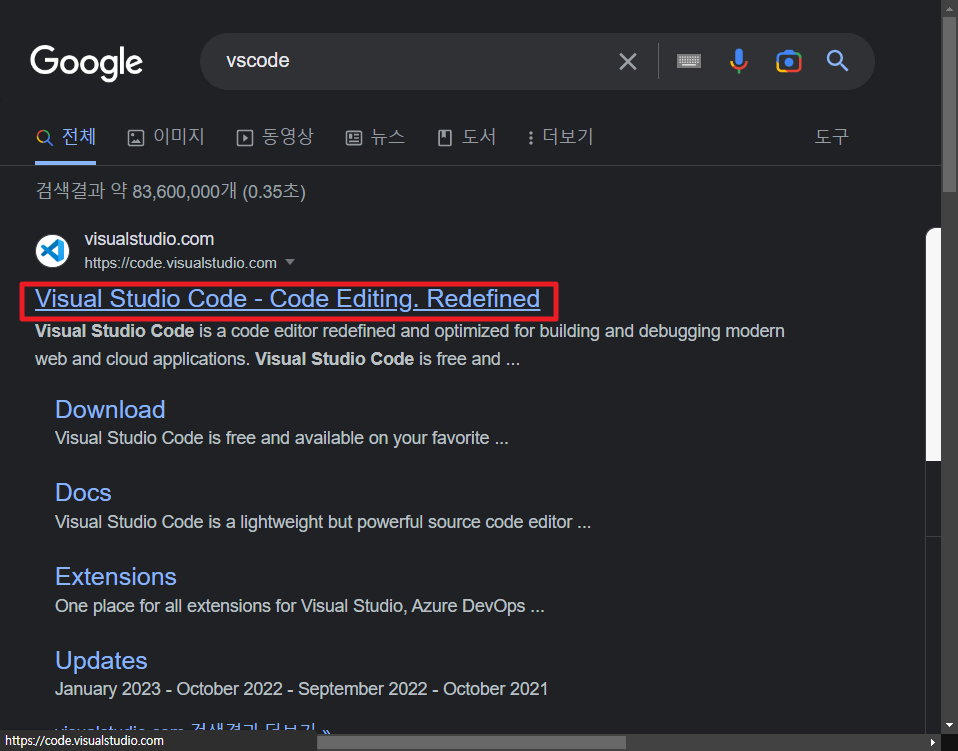 Google
vscode
전체 이미지 동영상 뉴스 도서 더보기 도구
검색결과 약 83,600,000개 (0.35초)
visualstudio.com
https://code.visualstudio.com
Visual Studio Code - Code Editing. Redefined
Visual Studio Code is a code editor redefined and optimized for building and debugging modern
web and cloud applications. Visual Studio Code is free and ...
Download
Visual Studio Code is free and available on your favorite ...
Docs
Visual Studio Code is a lightweight but powerful source code editor ...
Extensions
One place for all extensions for Visual Studio, Azure DevOps ...
Updates
January 2023 - October 2022 - September 2022 - October 2021
visualstudio.com 검색결과 더보기 »
https://code.visualstudio.com